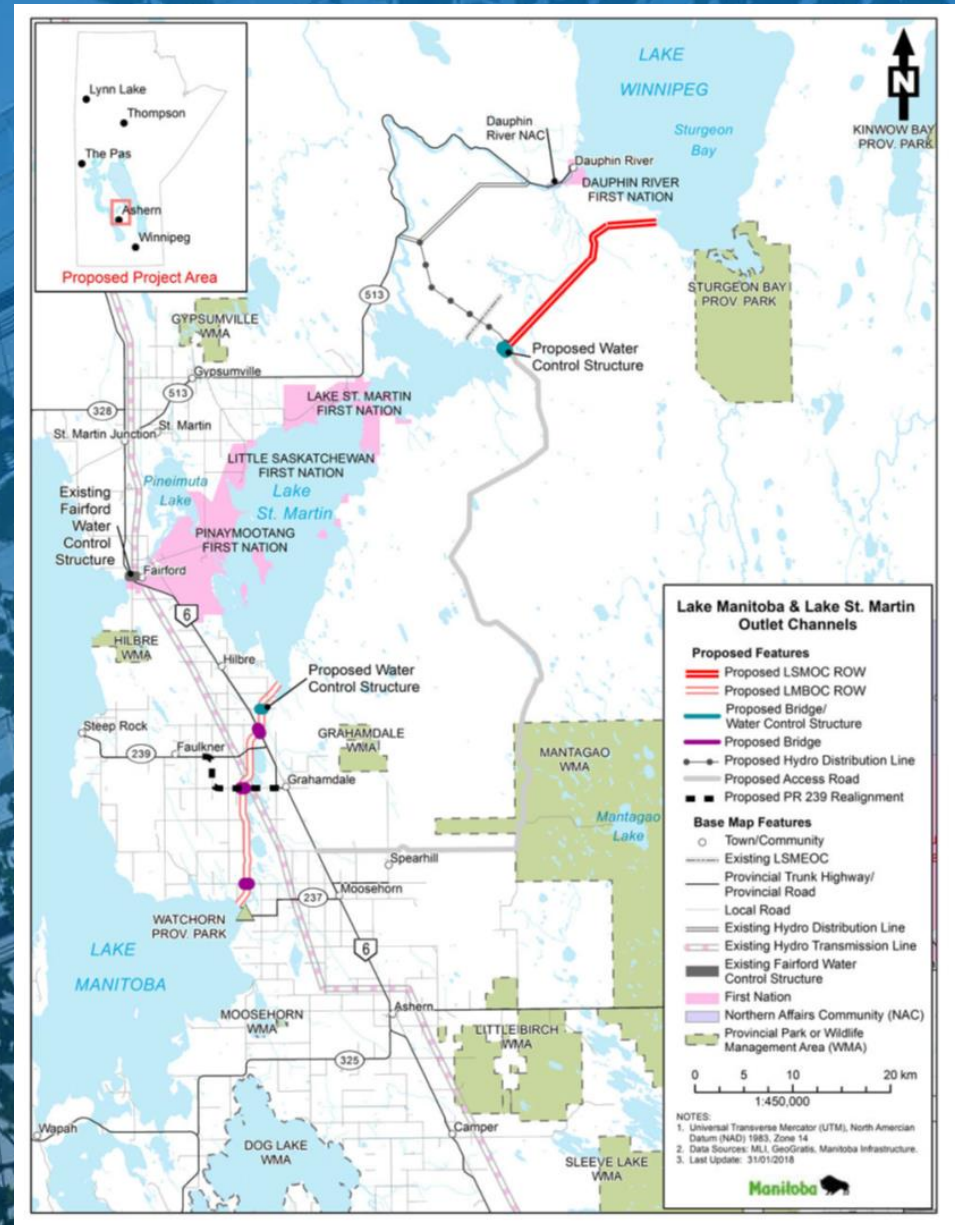 Lynn Lake
Thompson
The Pas
Ashern
Winnipeg
Proposed Project Area
LAKE
WINNIPEG
Sturgeon
Bay
N
KINWOW BAY
PROV. PARK
Dauphin
River NAC
Dauphin River
DAUPHIN RIVER
FIRST NATION
STURGEON BAY
PROV. PARK
513
GYPSUMVILLE
WMA
Gypsumville
Proposed Water
Control Structure
513
328
LAKE ST. MARTIN
FIRST NATION
St. Martin
St. Martin Junction
LITTLE SASKATCHEWAN
FIRST NATION
Pineimuta
Lake
Lake
St. Martin
Existing
Fairford
Water
Control
Structure
PINAYMOOTANG
FIRST NATION
Fairford
6
HILBRE
WMA
Hilbre
Proposed Water
Control Structure
Steep Rock
239
Faulkner
GRAHAMDALE
WMA
Grahamdale
MANTAGAO
WMA
Mantagao
Lake
Spearhill
Moosehorn
237
WATCHORN
PROV. PARK
LAKE
MANITOBA
6
Ashern
MOOSEHORN
WMA
LITTLE BIRCH
WMA
325
Wapah
DOG LAKE
WMA
Camper
SLEEVE LAKE
WMA
Lake Manitoba & Lake St. Martin
Outlet Channels
Proposed Features
Proposed LSMOC ROW
Proposed LMBOC ROW
Proposed Bridge/
Water Control Structure
Proposed Bridge
Proposed Hydro Distribution Line
Proposed Access Road
Proposed PR 239 Realignment
Base Map Features
Town/Community
Existing LSMEOC
Provincial Trunk Highway/
Provincial Road
Local Road
Existing Hydro Distribution Line
Existing Hydro Transmission Line
Existing Fairford Water
Control Structure
First Nation
Northern Affairs Community (NAC)
Provincial Park or Wildlife
Management Area (WMA)
0 5 10 20 km
1:450,000
NOTES:
1. Universal Transverse Mercator (UTM), North Amercian
Datum (NAD) 1983, Zone 14
2. Data Sources: MLI, GeoGratis, Manitoba Infrastructure.
3. Last Update: 31/01/2018
Manitoba